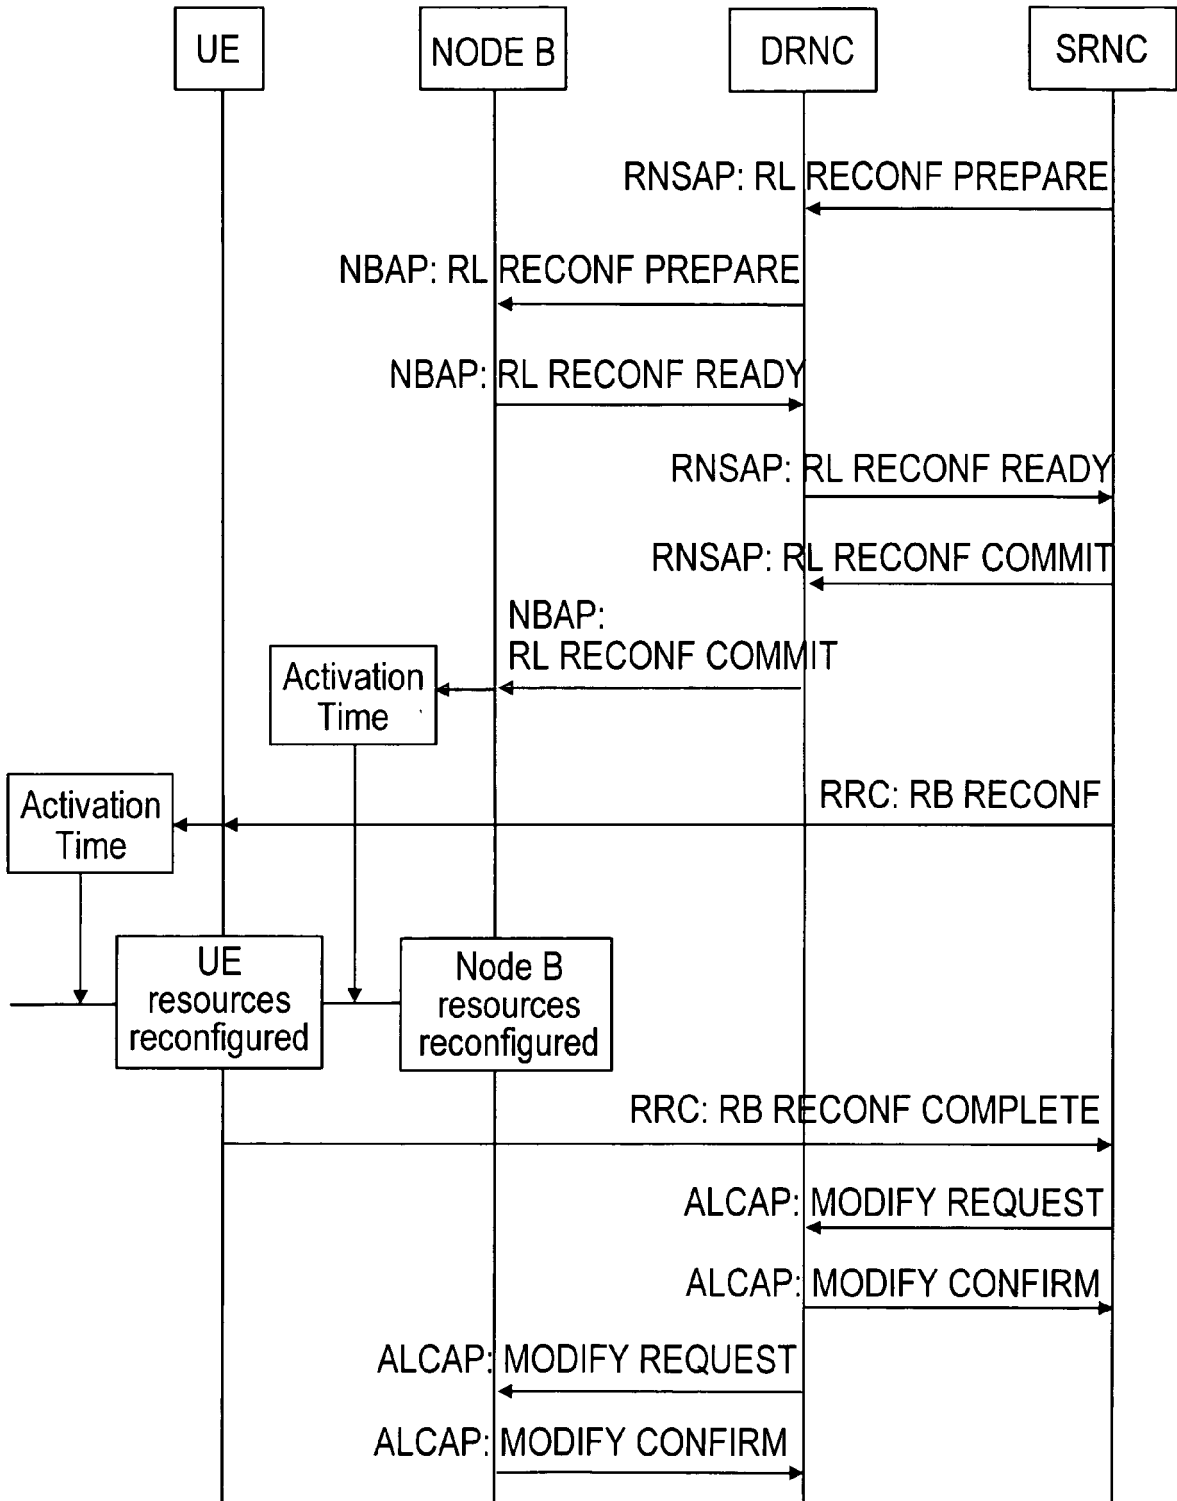 UE
NODE B
DRNC
SRNC
RNSAP: RL RECONF PREPARE
NBAP: RL RECONF PREPARE
NBAP: RL RECONF READY
RNSAP: RL RECONF READY
RNSAP: RL RECONF COMMIT
NBAP:
RL RECONF COMMIT
Activation
Time
RRC: RB RECONF
Activation
Time
UE
resources
reconfigured
Node B
resources
reconfigured
RRC: RB RECONF COMPLETE
ALCAP: MODIFY REQUEST
ALCAP: MODIFY CONFIRM
ALCAP: MODIFY REQUEST
ALCAP: MODIFY CONFIRM